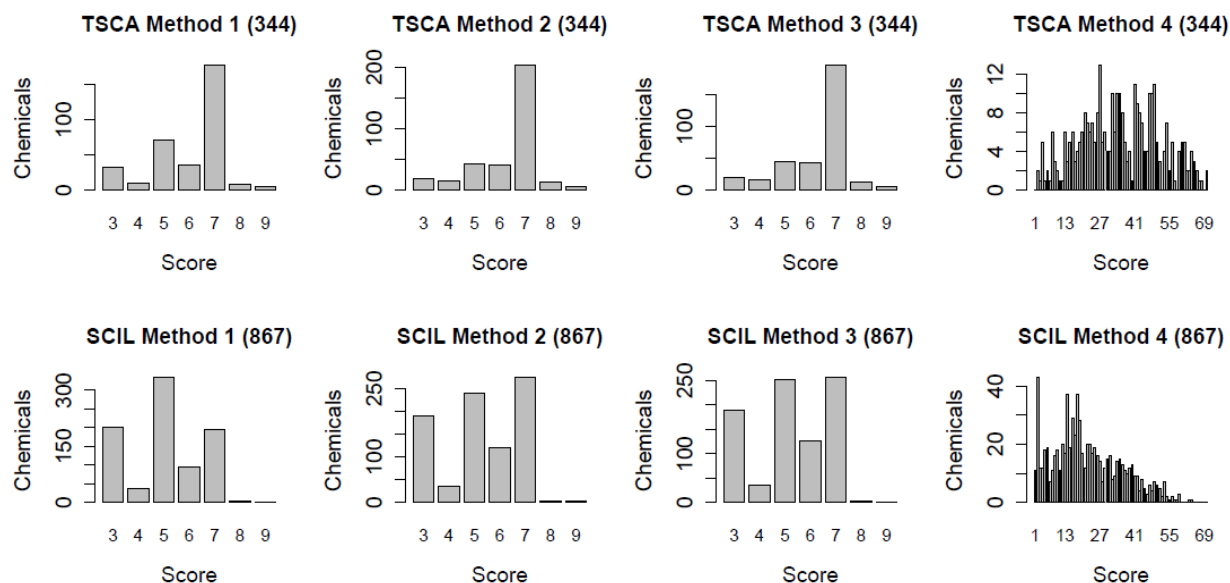 TSCA Method 1 (344)
Chemicals
0
100
3 4 5 6 7 8 9
Score
TSCA Method 2 (344)
Chemicals
0
100
200
3 4 5 6 7 8 9
Score
TSCA Method 3 (344)
Chemicals
0
100
3 4 5 6 7 8 9
Score
TSCA Method 4 (344)
Chemicals
0
4
8
12
1 13 27 41 55 69
Score
SCIL Method 1 (867)
Chemicals
0
150
300
3 4 5 6 7 8 9
Score
SCIL Method 2 (867)
Chemicals
0
100
250
3 4 5 6 7 8 9
Score
SCIL Method 3 (867)
Chemicals
0
100
250
3 4 5 6 7 8 9
Score
SCIL Method 4 (867)
Chemicals
0
20
40
1 13 27 41 55 69
Score